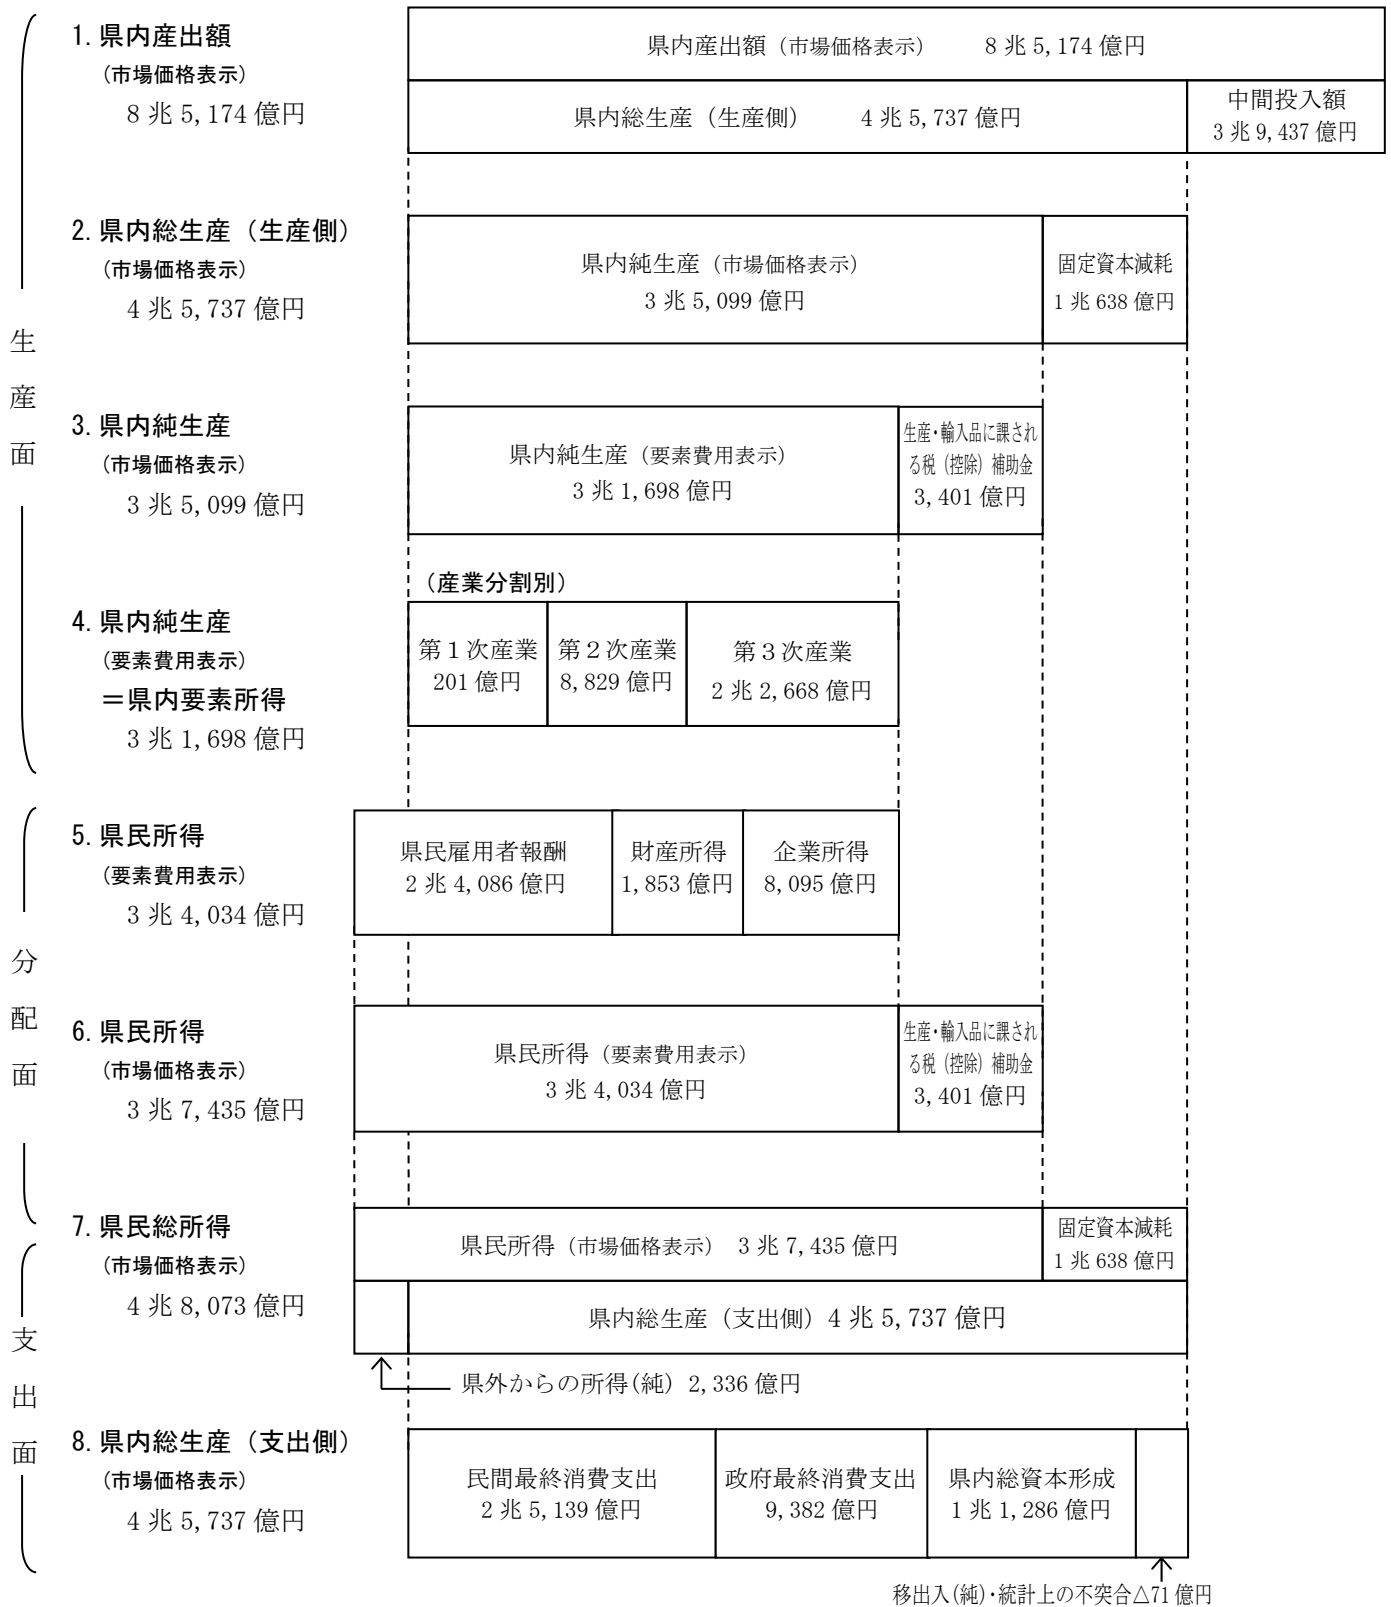 生産面
1. 県内産出額
(市場価格表示)
8 兆 5,174 億円
県内産出額（市場価格表示） 8 兆 5,174 億円
県内総生産（生産側） 4 兆 5,737 億円
中間投入額
3 兆 9,437 億円
2. 県内総生産（生産側）
(市場価格表示)
4 兆 5,737 億円
県内純生産（市場価格表示）
3 兆 5,099 億円
固定資本減耗
1 兆 638 億円
3. 県内純生産
(市場価格表示)
3 兆 5,099 億円
県内純生産（要素費用表示）
3 兆 1,698 億円
生産・輸入品に課され
る税（控除）補助金
3,401 億円
4. 県内純生産
(要素費用表示)
＝県内要素所得
3 兆 1,698 億円
（産業分割別）
第１次産業
201 億円
第２次産業
8,829 億円
第３次産業
2 兆 2,668 億円
分配面
5. 県民所得
(要素費用表示)
3 兆 4,034 億円
県民雇用者報酬
2 兆 4,086 億円
財産所得
1,853 億円
企業所得
8,095 億円
6. 県民所得
(市場価格表示)
3 兆 7,435 億円
県民所得（要素費用表示）
3 兆 4,034 億円
生産・輸入品に課され
る税（控除）補助金
3,401 億円
支出面
7. 県民総所得
(市場価格表示)
4 兆 8,073 億円
県民所得（市場価格表示） 3 兆 7,435 億円
固定資本減耗
1 兆 638 億円
県内総生産（支出側）4 兆 5,737 億円
県外からの所得(純) 2,336 億円
8. 県内総生産（支出側）
(市場価格表示)
4 兆 5,737 億円
民間最終消費支出
2 兆 5,139 億円
政府最終消費支出
9,382 億円
県内総資本形成
1 兆 1,286 億円
移出入(純)・統計上の不突合△71 億円